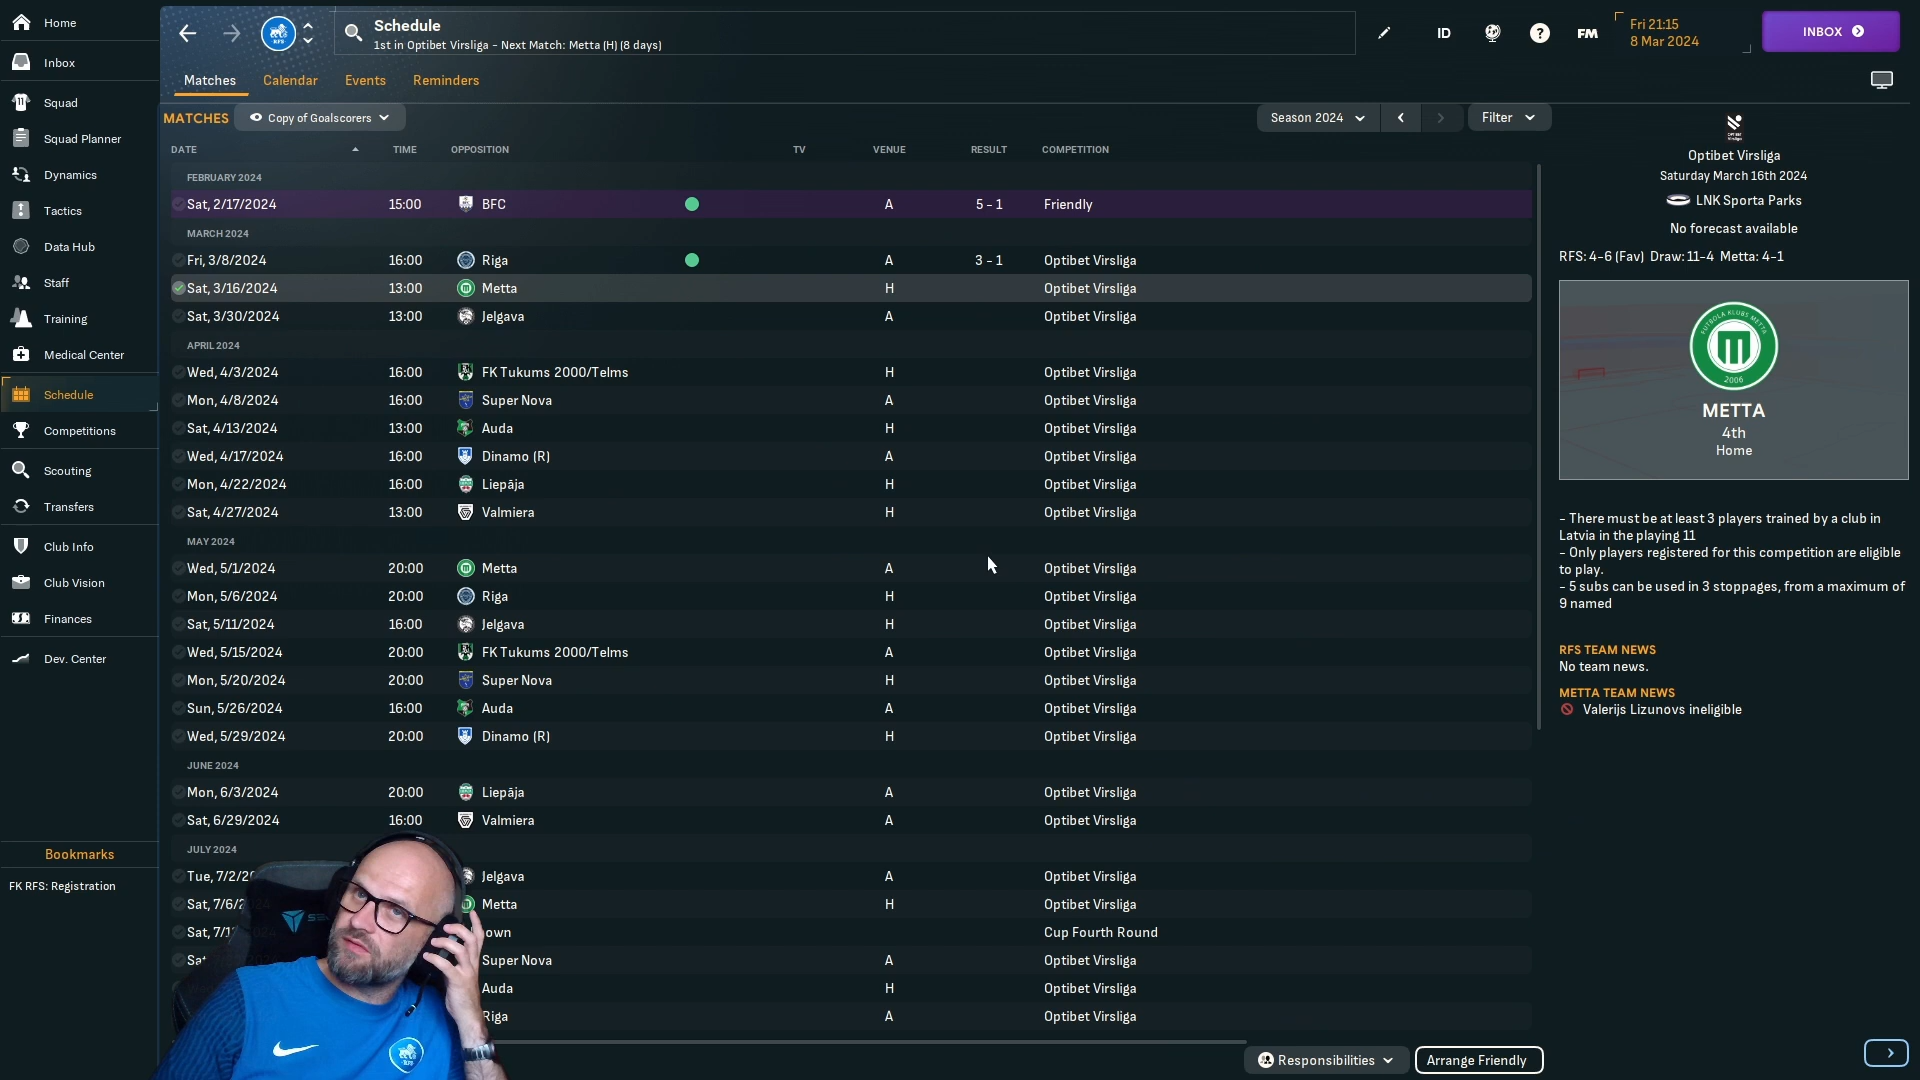 Home
Inbox
Squad
Squad Planner
Dynamics
Tactics
Data Hub
Staff
Training
Medical Center
Schedule
Competitions
Scouting
Transfers
Club Info
Club Vision
Finances
Dev. Center
Bookmarks
FK RFS: Registration
Schedule
1st in Optibet Virsliga - Next Match: Metta (H) (8 days)
ID
?
FM
Fri 21:15
8 Mar 2024
INBOX
Matches Calendar Events Reminders
MATCHES Copy of Goalscorers Season 2024 Filter
DATE TIME OPPOSITION TV VENUE RESULT COMPETITION
FEBRUARY 2024
Sat, 2/17/2024 15:00 BFC A 5 - 1 Friendly
MARCH 2024
Fri, 3/8/2024 16:00 Riga A 3 - 1 Optibet Virsliga
Sat, 3/16/2024 13:00 Metta H Optibet Virsliga
Sat, 3/30/2024 13:00 Jelgava A Optibet Virsliga
APRIL 2024
Wed, 4/3/2024 16:00 FK Tukums 2000/Telms H Optibet Virsliga
Mon, 4/8/2024 16:00 Super Nova A Optibet Virsliga
Sat, 4/13/2024 13:00 Auda H Optibet Virsliga
Wed, 4/17/2024 16:00 Dinamo (R) A Optibet Virsliga
Mon, 4/22/2024 16:00 Liepāja H Optibet Virsliga
Sat, 4/27/2024 13:00 Valmiera H Optibet Virsliga
MAY 2024
Wed, 5/1/2024 20:00 Metta A Optibet Virsliga
Mon, 5/6/2024 20:00 Riga H Optibet Virsliga
Sat, 5/11/2024 16:00 Jelgava H Optibet Virsliga
Wed, 5/15/2024 20:00 FK Tukums 2000/Telms A Optibet Virsliga
Mon, 5/20/2024 20:00 Super Nova H Optibet Virsliga
Sun, 5/26/2024 16:00 Auda A Optibet Virsliga
Wed, 5/29/2024 20:00 Dinamo (R) H Optibet Virsliga
JUNE 2024
Mon, 6/3/2024 20:00 Liepāja A Optibet Virsliga
Sat, 6/29/2024 16:00 Valmiera A Optibet Virsliga
JULY 2024
Tue, 7/2/20 Jelgava A Optibet Virsliga
Sat, 7/6/2 Metta H Optibet Virsliga
Sat, 7/1 own Cup Fourth Round
Sat Super Nova A Optibet Virsliga
Auda H Optibet Virsliga
Riga A Optibet Virsliga
Responsibilities Arrange Friendly
Optibet Virsliga
Saturday March 16th 2024
LNK Sporta Parks
No forecast available
RFS: 4-6 (Fav) Draw: 11-4 Metta: 4-1
FUTBOLA KLUBS METTA
2006
METTA
4th
Home
- There must be at least 3 players trained by a club in
Latvia in the playing 11
- Only players registered for this competition are eligible
to play.
- 5 subs can be used in 3 stoppages, from a maximum of
9 named
RFS TEAM NEWS
No team news.
METTA TEAM NEWS
Valerijs Lizunovs ineligible